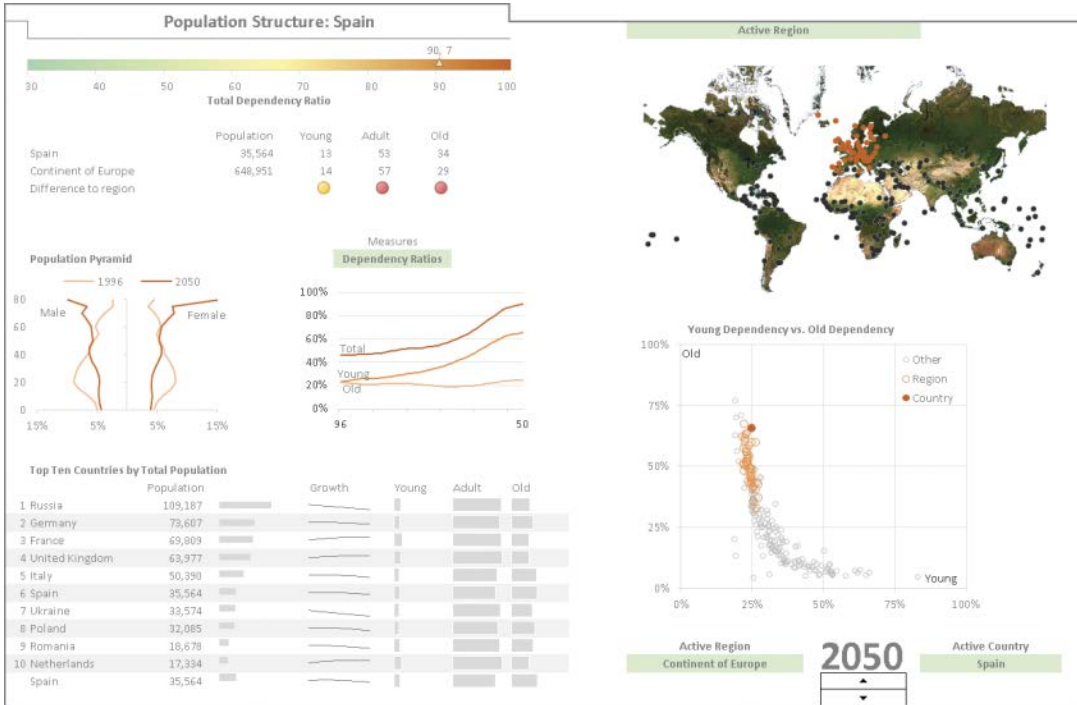 Population Structure: Spain
90, 7
30 40 50 60 70 80 90 100
Total Dependency Ratio
Population Young Adult Old
Spain 35,564 13 53 34
Continent of Europe 648,951 14 57 29
Difference to region
Population Pyramid
1996 2050
80
Male Female
60
40
20
0
15% 5% 5% 15%
Measures
Dependency Ratios
100%
80%
60%
Total
40%
Young
20%
Old
0%
96 50
Top Ten Countries by Total Population
Population Growth Young Adult Old
1 Russia 109,187
2 Germany 73,607
3 France 69,809
4 United Kingdom 63,977
5 Italy 50,390
6 Spain 35,564
7 Ukraine 33,574
8 Poland 32,085
9 Romania 18,678
10 Netherlands 17,334
Spain 35,564
Active Region
Young Dependency vs. Old Dependency
100%
Old
Other
Region
Country
75%
50%
25%
0%
Young
0% 25% 50% 75% 100%
Active Region
Continent of Europe
2050
Active Country
Spain